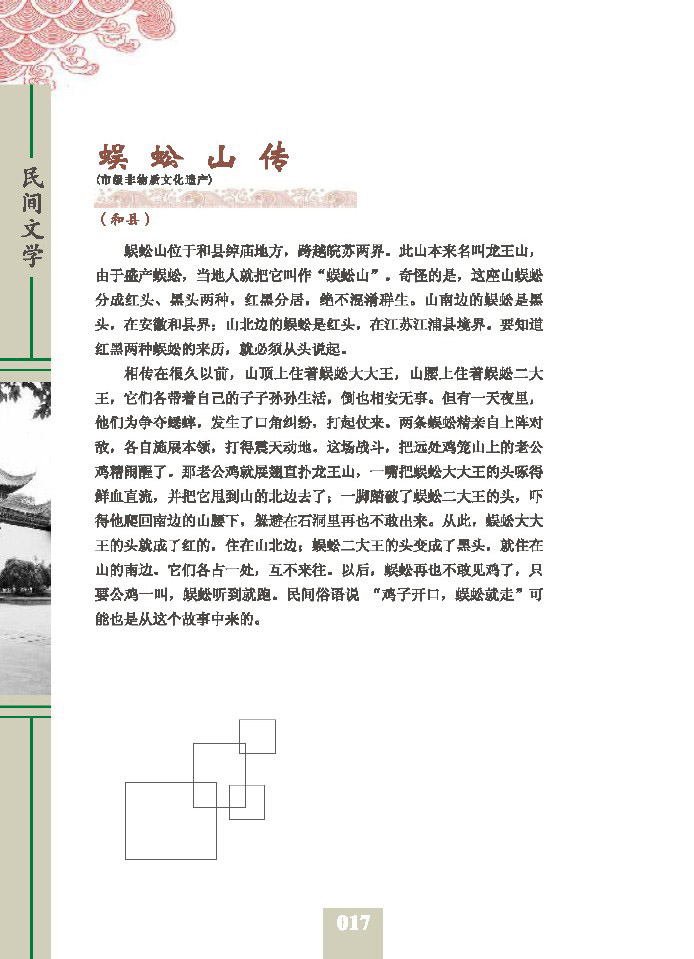 民间文学
蜈蚣山传
(市级非物质文化遗产)
（和县）
蜈蚣山位于和县绰庙地方，跨越皖苏两界。此山本来名叫龙王山，
由于盛产蜈蚣，当地人就把它叫作“蜈蚣山”。奇怪的是，这座山蜈蚣
分成红头、黑头两种，红黑分居，绝不混淆群生。山南边的蜈蚣是黑
头，在安徽和县界；山北边的蜈蚣是红头，在江苏江浦县境界。要知道
红黑两种蜈蚣的来历，就必须从头说起。
相传在很久以前，山顶上住着蜈蚣大大王，山腰上住着蜈蚣二大
王，它们各带着自己的子子孙孙生活，倒也相安无事。但有一天夜里，
他们为争夺蟋蟀，发生了口角纠纷，打起仗来。两条蜈蚣精亲自上阵对
敌，各自施展本领，打得震天动地。这场战斗，把远处鸡笼山上的老公
鸡精闹醒了。那老公鸡就展翅直扑龙王山，一嘴把蜈蚣大大王的头啄得
鲜血直流，并把它甩到山的北边去了；一脚踏破了蜈蚣二大王的头，吓
得他爬回南边的山腰下，躲避在石洞里再也不敢出来。从此，蜈蚣大大
王的头就成了红的，住在山北边；蜈蚣二大王的头变成了黑头，就住在
山的南边。它们各占一处，互不来往。以后，蜈蚣再也不敢见鸡了，只
要公鸡一叫，蜈蚣听到就跑。民间俗语说 “鸡子开口，蜈蚣就走”可
能也是从这个故事中来的。
017